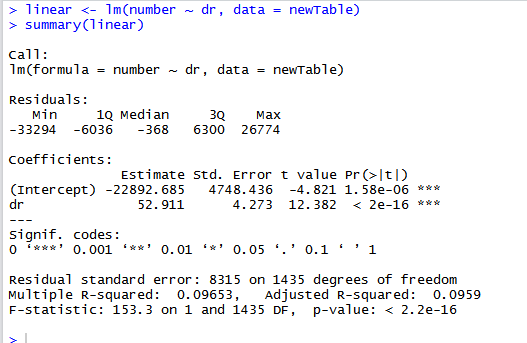 > linear <- lm(number ~ dr, data = newTable)
> summary(linear)
Call:
lm(formula = number ~ dr, data = newTable)
Residuals:
   Min     1Q Median     3Q    Max
-33294  -6036   -368   6300  26774
Coefficients:
              Estimate Std. Error t value Pr(>|t|)
(Intercept) -22892.685   4748.436  -4.821 1.58e-06 ***
dr              52.911      4.273  12.382  < 2e-16 ***
---
Signif. codes:
0 ‘***’ 0.001 ‘**’ 0.01 ‘*’ 0.05 ‘.’ 0.1 ‘ ’ 1
Residual standard error: 8315 on 1435 degrees of freedom
Multiple R-squared:  0.09653,	Adjusted R-squared:  0.0959
F-statistic: 153.3 on 1 and 1435 DF,  p-value: < 2.2e-16
>